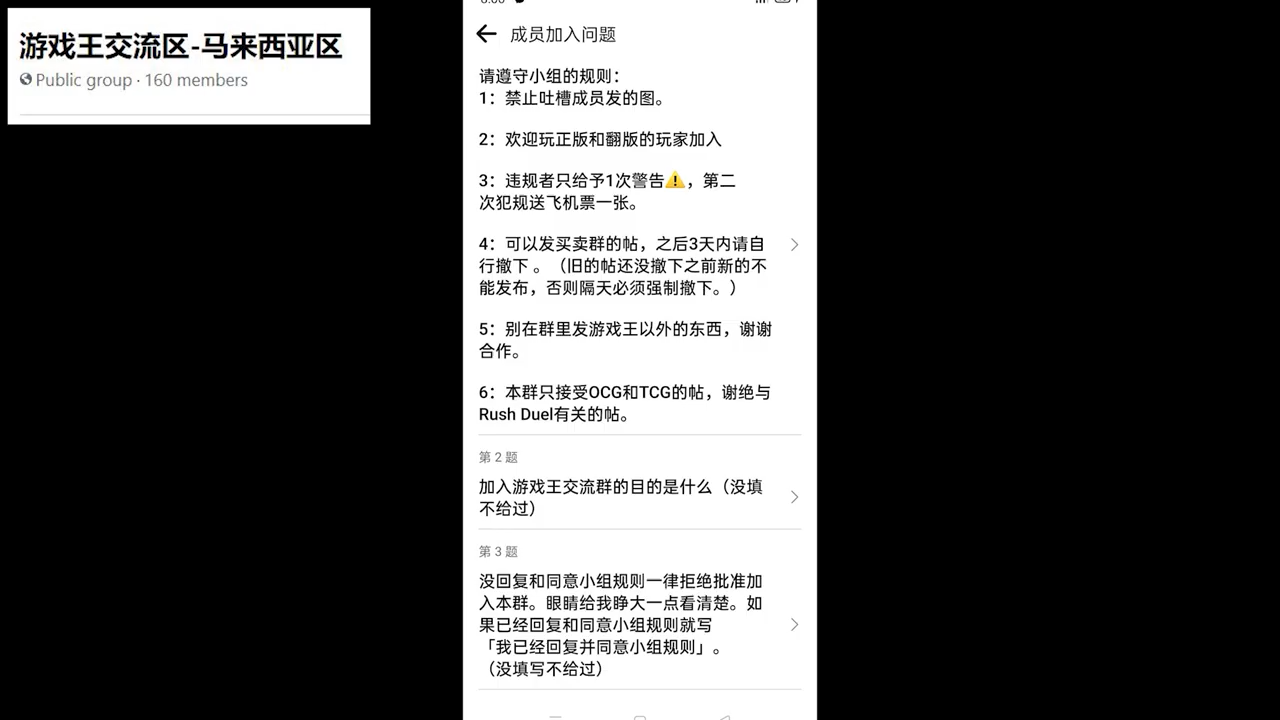 游戏王交流区-马来西亚区
Public group · 160 members
成员加入问题
请遵守小组的规则：
1：禁止吐槽成员发的图。
2：欢迎玩正版和翻版的玩家加入
3：违规者只给予1次警告⚠️，第二
次犯规送飞机票一张。
4：可以发买卖群的帖，之后3天内请自
行撤下 。（旧的帖还没撤下之前新的不
能发布，否则隔天必须强制撤下。）
5：别在群里发游戏王以外的东西，谢谢
合作。
6：本群只接受OCG和TCG的帖，谢绝与
Rush Duel有关的帖。
第 2 题
加入游戏王交流群的目的是什么（没填
不给过）
第 3 题
没回复和同意小组规则一律拒绝批准加
入本群。眼睛给我睁大一点看清楚。如
果已经回复和同意小组规则就写
「我已经回复并同意小组规则」。
（没填写不给过）